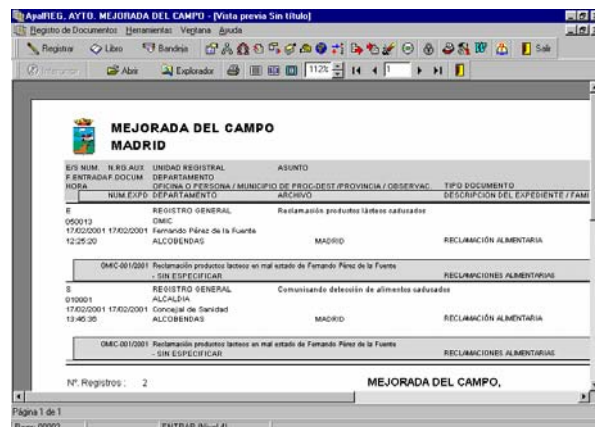 ApalREG, AYTO. MEJORADA DEL CAMPO - [Vista previa Sin título]
Registro de Documentos Herramientas Ventana Ayuda
Registrar Libro Bandeja Salir
Abrir Explorador 112% 1
MEJORADA DEL CAMPO
MADRID
E/S NUM. N.RG.AUX UNIDAD REGISTRAL ASUNTO
F.ENTRADA F.DOCUM DEPARTAMENTO
HORA OFICINA O PERSONA / MUNICIPIO DE PROC-DEST /PROVINCIA / OBSERVAC. TIPO DOCUMENTO
NUM.EXPD DEPARTAMENTO ARCHIVO DESCRIPCIÓN DEL EXPEDIENTE / FAMI
E REGISTRO GENERAL Reclamación productos lácteos caducados
050013 OMIC
17/02/2001 17/02/2001 Fernando Pérez de la Fuente
12:25:20 ALCOBENDAS MADRID RECLAMACIÓN ALIMENTARIA
OMIC-001/2001 Reclamación productos lacteos en mal estado de Fernando Pérez de la Fuente
- SIN ESPECIFICAR RECLAMACIONES ALIMENTARIAS
S REGISTRO GENERAL Comunicando detección de alimentos caducados
010001 ALCALDIA
17/02/2001 17/02/2001 Concejal de Sanidad
13:46:36 ALCOBENDAS MADRID RECLAMACIÓN ALIMENTARIA
OMIC-001/2001 Reclamación productos lacteos en mal estado de Fernando Pérez de la Fuente
- SIN ESPECIFICAR RECLAMACIONES ALIMENTARIAS
Nº. Registros : 2 MEJORADA DEL CAMPO,
Página 1 de 1